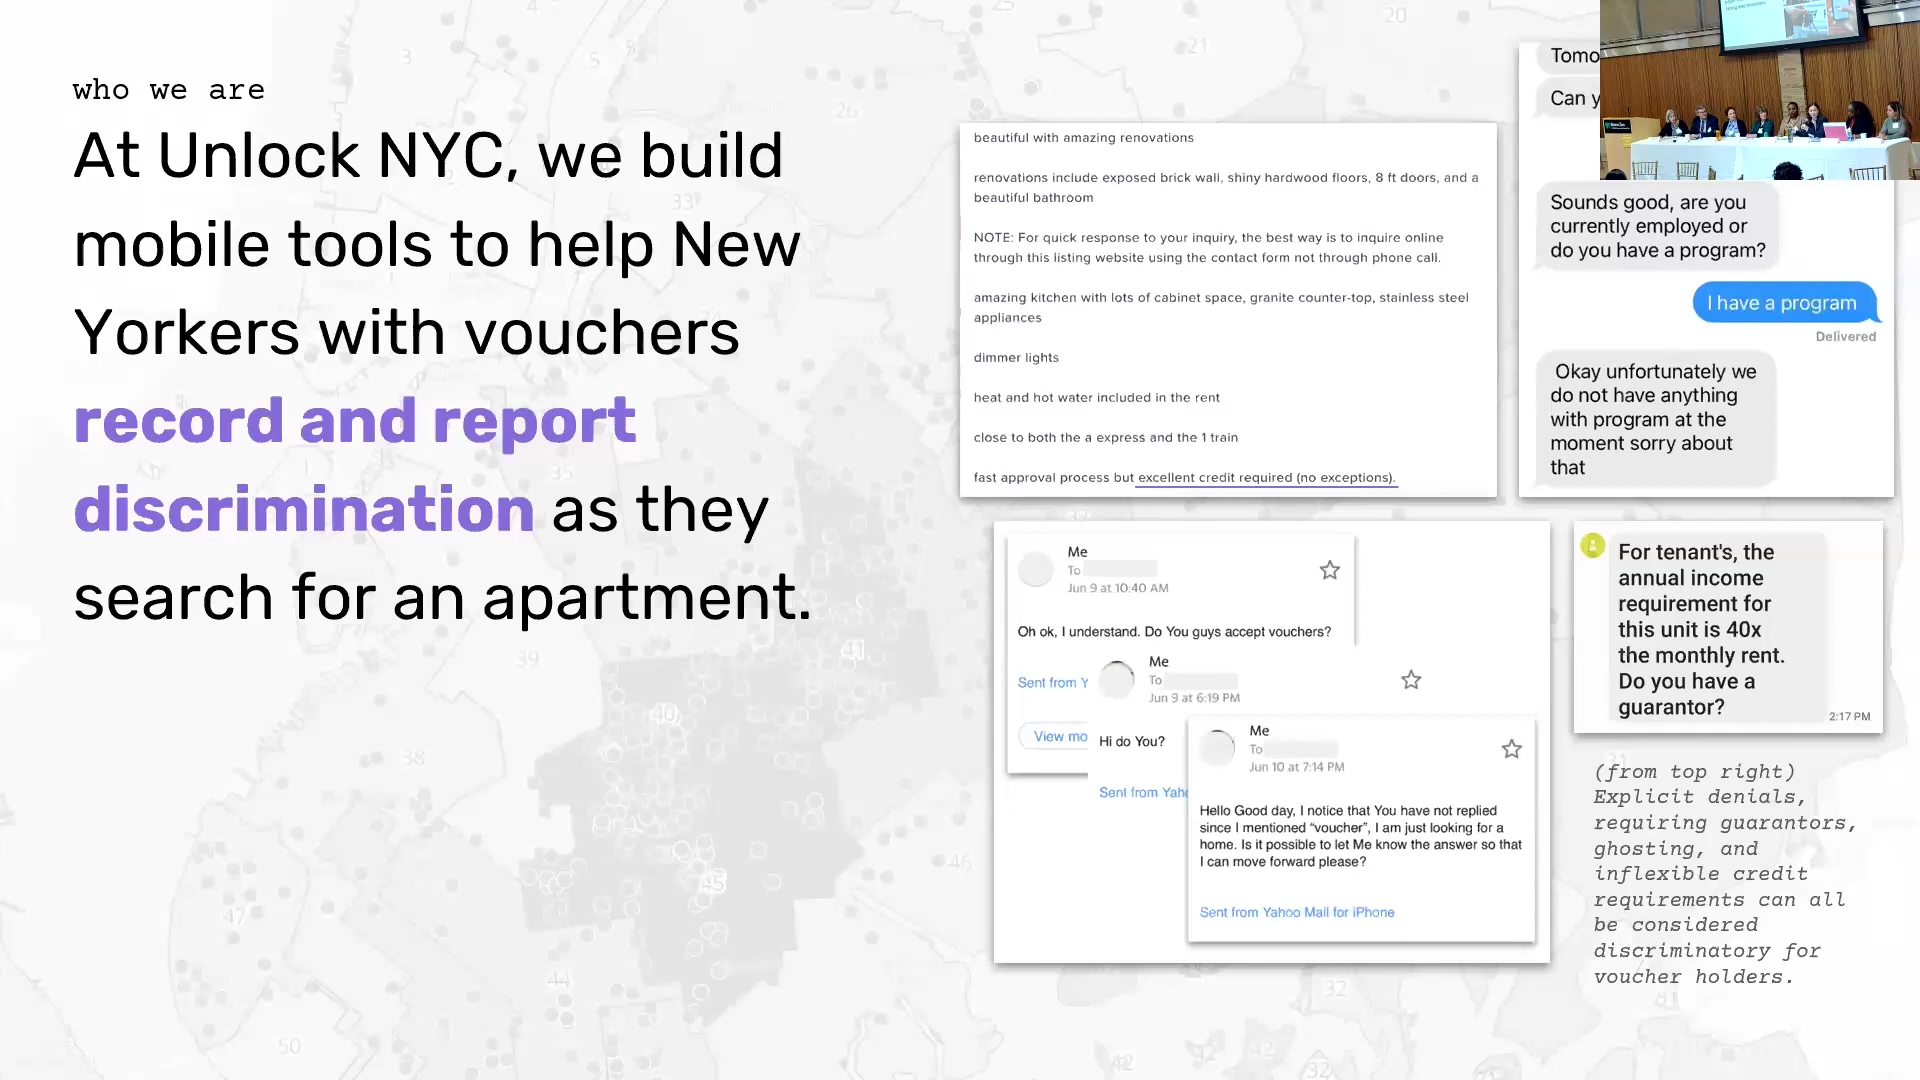 who we are
At Unlock NYC, we build
mobile tools to help New
Yorkers with vouchers
record and report
discrimination as they
search for an apartment.
beautiful with amazing renovations
renovations include exposed brick wall, shiny hardwood floors, 8 ft doors, and a
beautiful bathroom
NOTE: For quick response to your inquiry, the best way is to inquire online
through this listing website using the contact form not through phone call.
amazing kitchen with lots of cabinet space, granite counter-top, stainless steel
appliances
dimmer lights
heat and hot water included in the rent
close to both the a express and the 1 train
fast approval process but excellent credit required (no exceptions).
Tomo
Can y
Sounds good, are you
currently employed or
do you have a program?
I have a program
Delivered
Okay unfortunately we
do not have anything
with program at the
moment sorry about
that
Me
To
Jun 9 at 10:40 AM
Oh ok, I understand. Do You guys accept vouchers?
Sent from Y
View mo
Me
To
Jun 9 at 6:19 PM
Hi do You?
Sent from Yaho
Me
To
Jun 10 at 7:14 PM
Hello Good day, I notice that You have not replied
since I mentioned “voucher”, I am just looking for a
home. Is it possible to let Me know the answer so that
I can move forward please?
Sent from Yahoo Mail for iPhone
For tenant's, the
annual income
requirement for
this unit is 40x
the monthly rent.
Do you have a
guarantor?
2:17 PM
(from top right)
Explicit denials,
requiring guarantors,
ghosting, and
inflexible credit
requirements can all
be considered
discriminatory for
voucher holders.